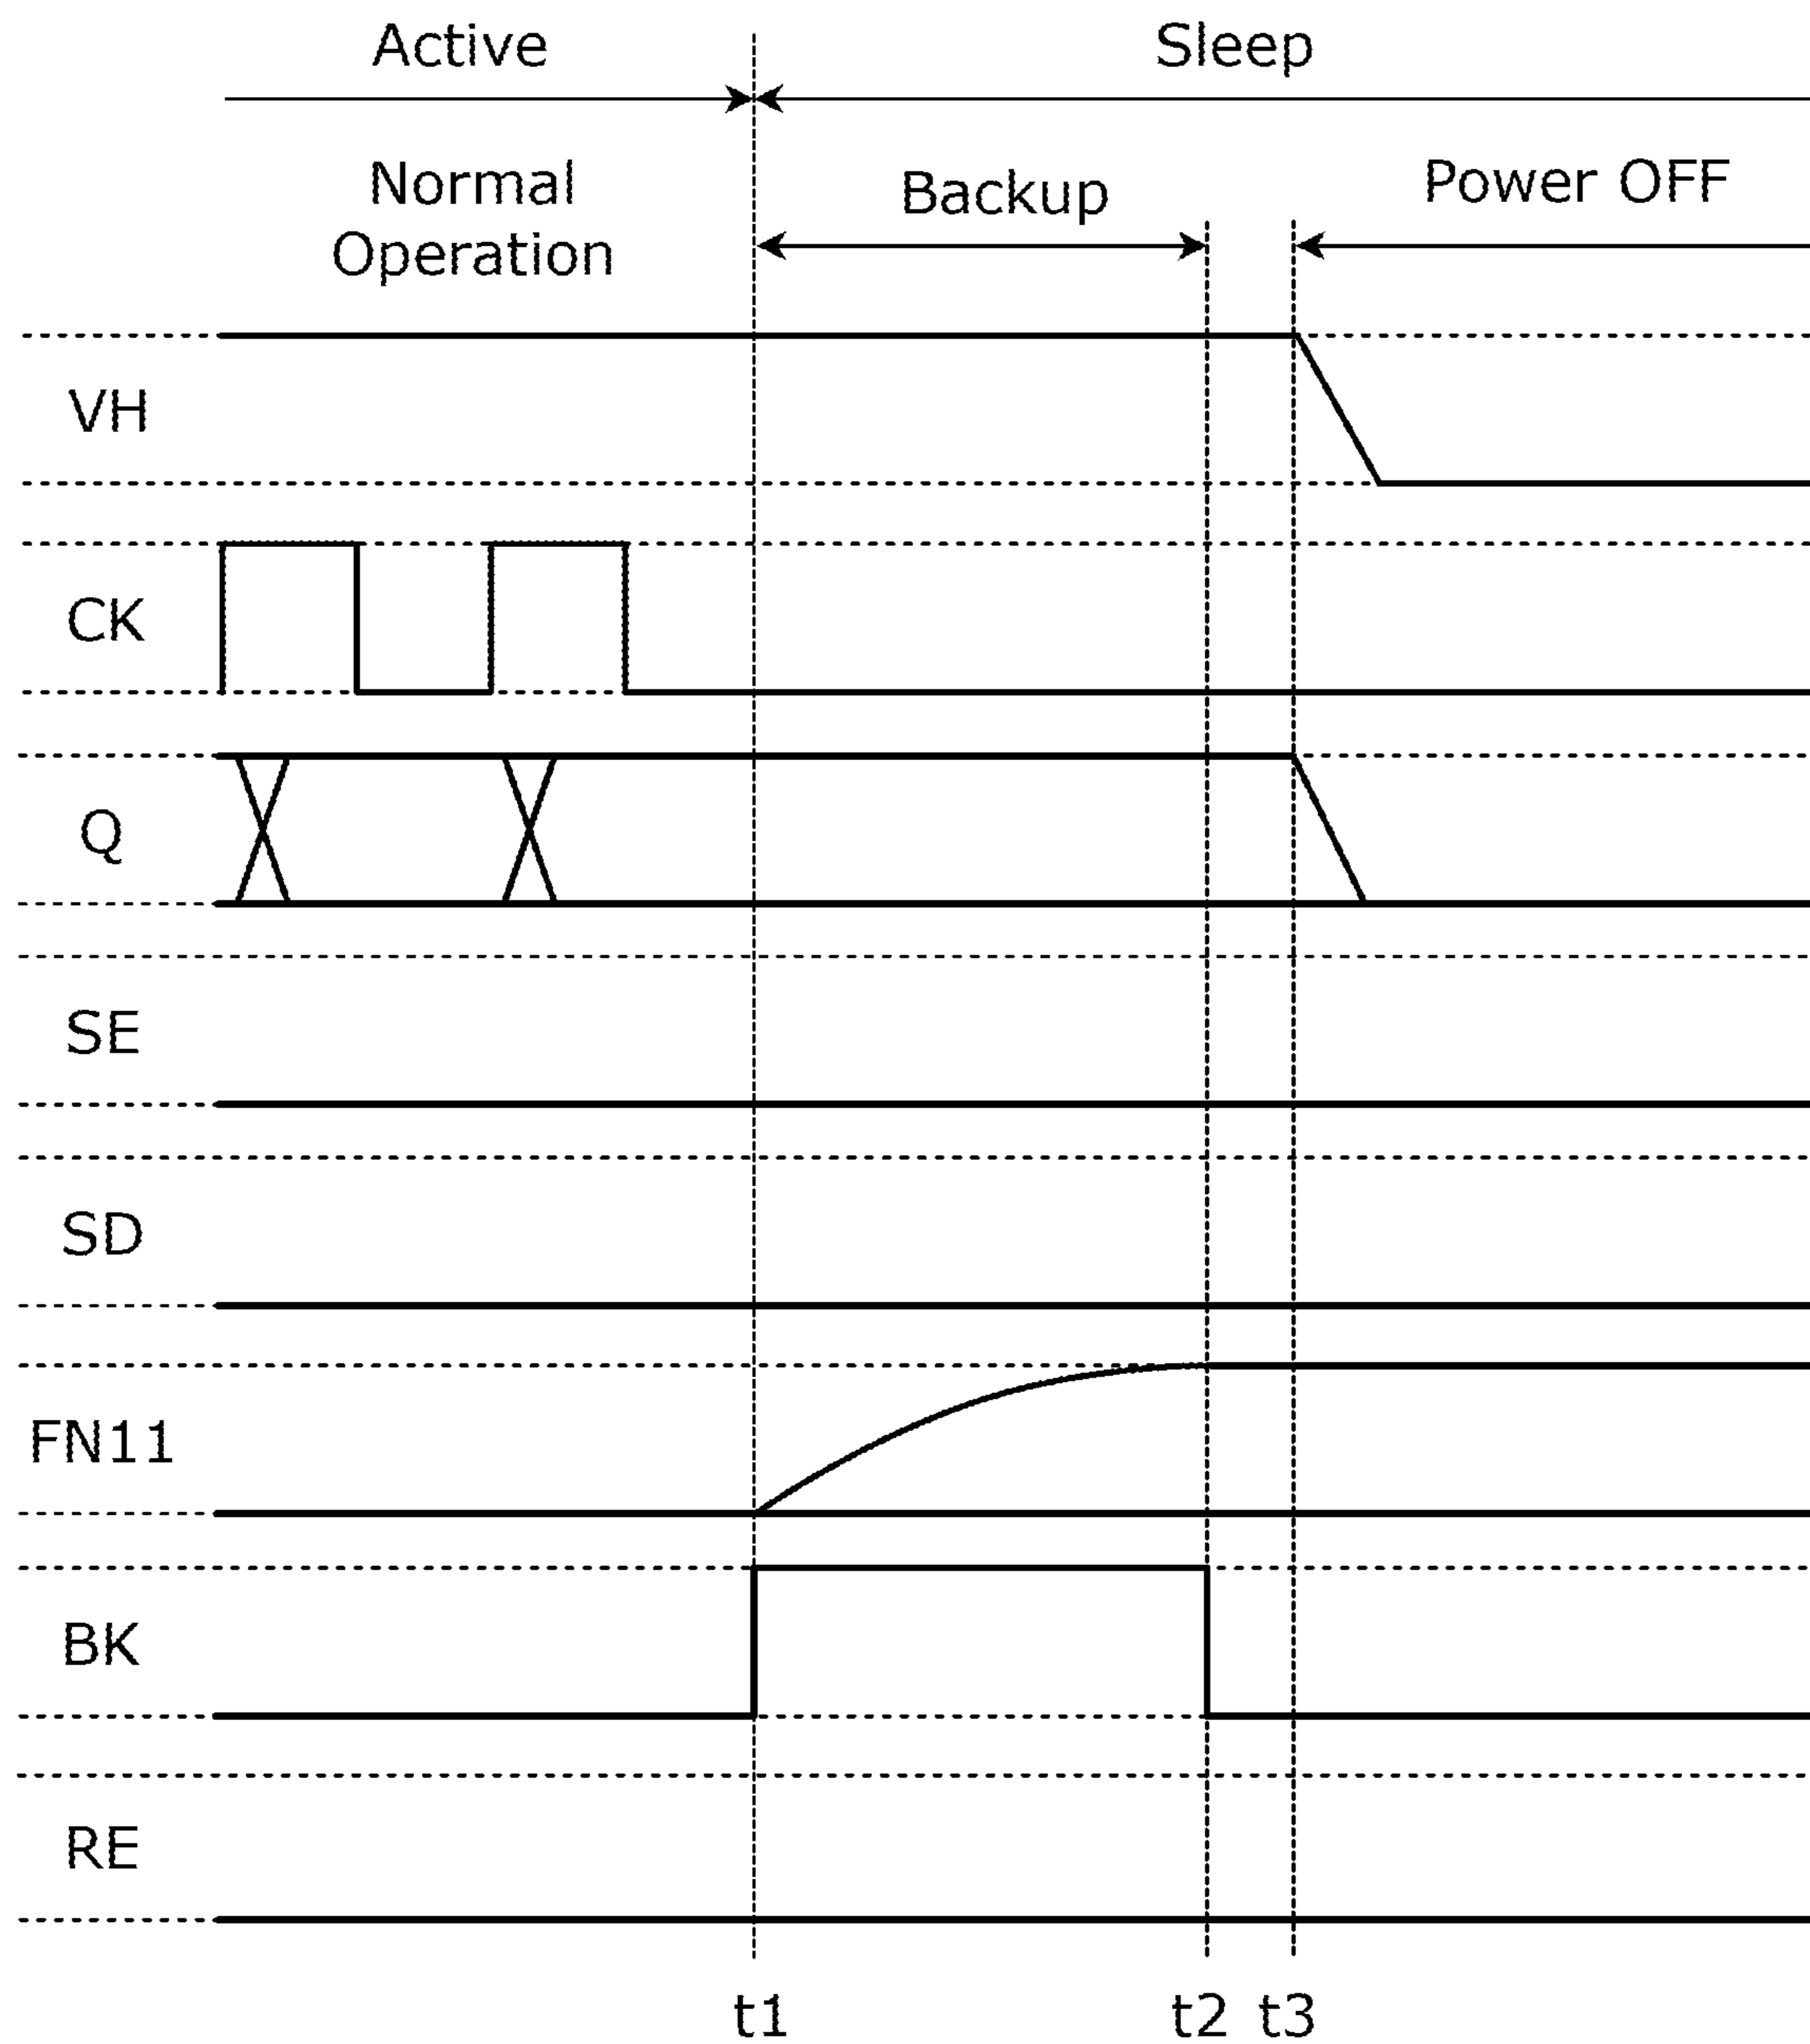 Active
Sleep
Normal
Operation
Backup
Power OFF
VH
CK
Q
SE
SD
FN11
BK
RE
t1
t2
t3